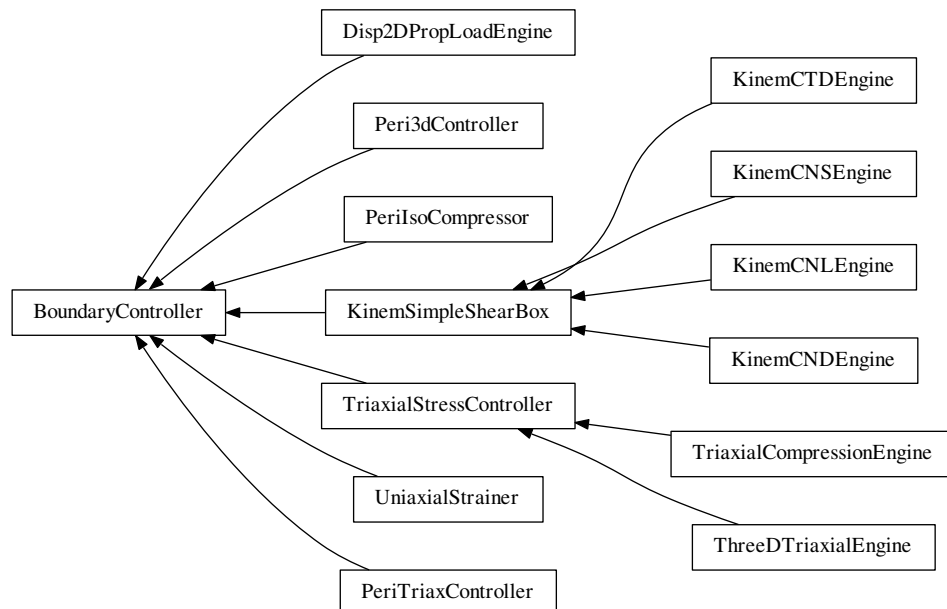 Disp2DPropLoadEngine
KinemCTDEngine
Peri3dController
KinemCNSEngine
PeriIsoCompressor
KinemCNLEngine
BoundaryController
KinemSimpleShearBox
KinemCNDEngine
TriaxialStressController
TriaxialCompressionEngine
UniaxialStrainer
ThreeDTriaxialEngine
PeriTriaxController